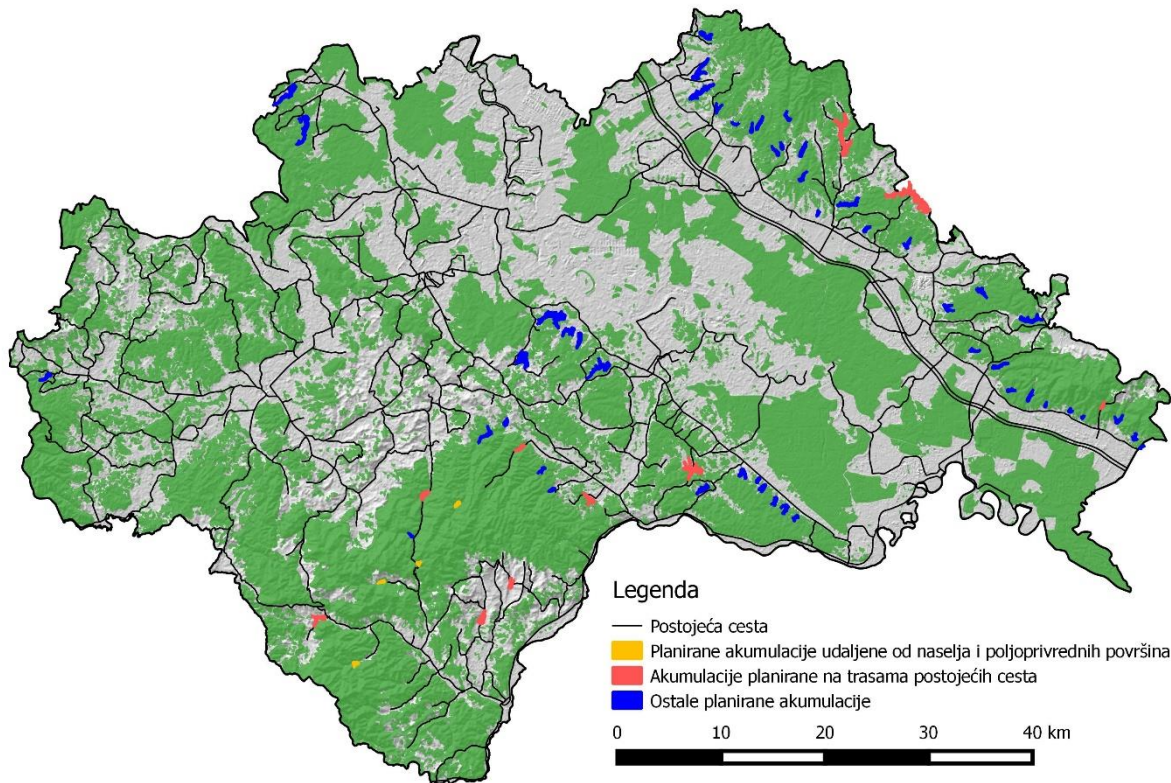 Legenda
Postojeća cesta
Planirane akumulacije udaljene od naselja i poljoprivrednih površina
Akumulacije planirane na trasama postojećih cesta
Ostale planirane akumulacije
0 10 20 30 40 km